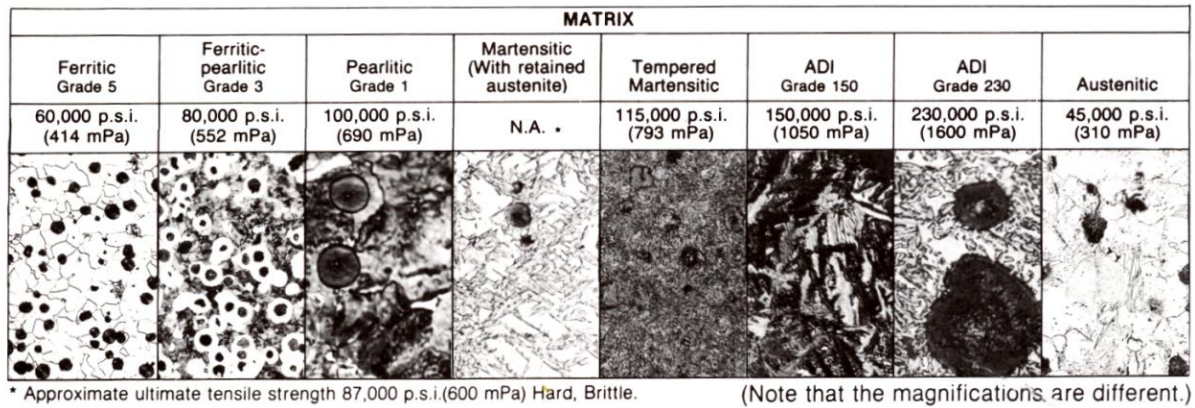 MATRIX
Ferritic
Grade 5
Ferritic-
pearlitic
Grade 3
Pearlitic
Grade 1
Martensitic
(With retained
austenite)
Tempered
Martensitic
ADI
Grade 150
ADI
Grade 230
Austenitic
60,000 p.s.i.
(414 mPa)
80,000 p.s.i.
(552 mPa)
100,000 p.s.i.
(690 mPa)
N.A. *
115,000 p.s.i.
(793 mPa)
150,000 p.s.i.
(1050 mPa)
230,000 p.s.i.
(1600 mPa)
45,000 p.s.i.
(310 mPa)
* Approximate ultimate tensile strength 87,000 p.s.i.(600 mPa) Hard, Brittle.
(Note that the magnifications are different.)